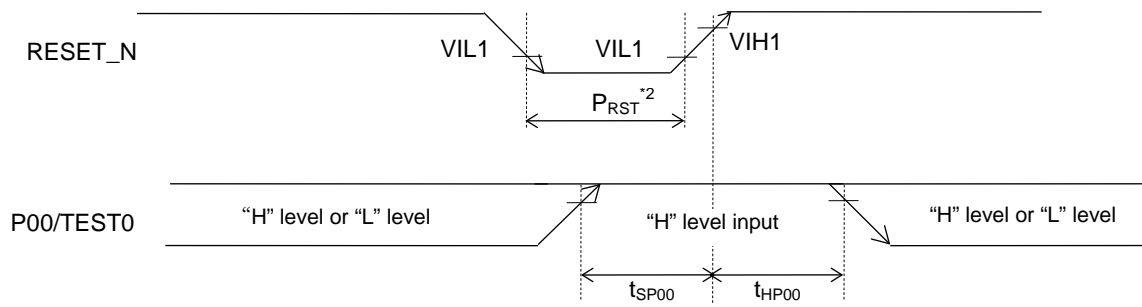 RESET_N
VIL1
VIL1
VIH1
PRST*2
P00/TEST0
“H” level or “L” level
“H” level input
“H” level or “L” level
tSP00
tHP00